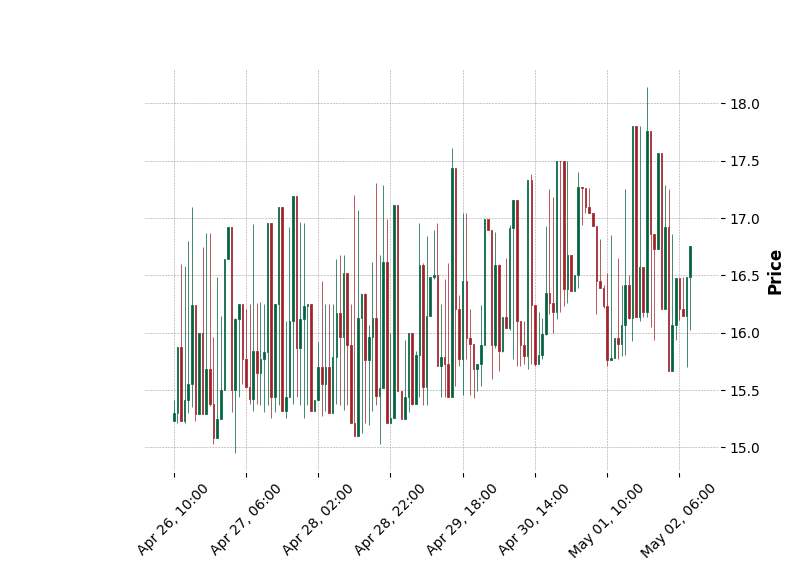 18.0
17.5
17.0
16.5
16.0
15.5
15.0
Price
Apr 26, 10:00
Apr 27, 06:00
Apr 28, 02:00
Apr 28, 22:00
Apr 29, 18:00
Apr 30, 14:00
May 01, 10:00
May 02, 06:00